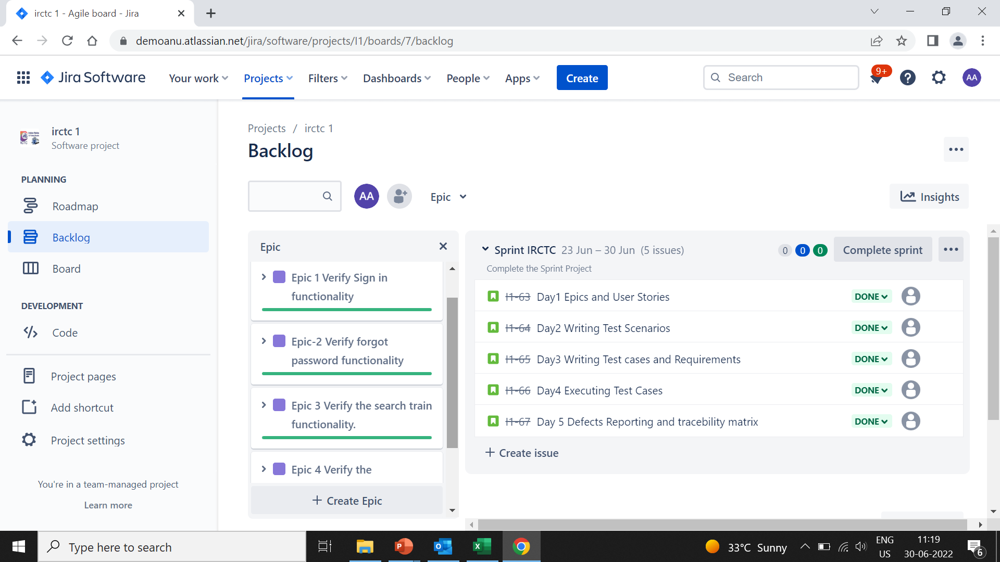 irctc 1 - Agile board - Jira
demoanu.atlassian.net/jira/software/projects/I1/boards/7/backlog
Jira Software
Your work
Projects
Filters
Dashboards
People
Apps
Create
Search
9+
AA
irctc 1
Software project
PLANNING
Roadmap
Backlog
Board
DEVELOPMENT
Code
Project pages
Add shortcut
Project settings
You're in a team-managed project
Learn more
Projects / irctc 1
Backlog
AA
Epic
Insights
Epic
Epic 1 Verify Sign in
functionality
Epic-2 Verify forgot
password functionality
Epic 3 Verify the search train
functionality.
Epic 4 Verify the
+ Create Epic
Sprint IRCTC 23 Jun – 30 Jun (5 issues)
0 0 0
Complete sprint
Complete the Sprint Project
I1-63 Day1 Epics and User Stories DONE
I1-64 Day2 Writing Test Scenarios DONE
I1-65 Day3 Writing Test cases and Requirements DONE
I1-66 Day4 Executing Test Cases DONE
I1-67 Day 5 Defects Reporting and tracebility matrix DONE
+ Create issue
Type here to search
33°C Sunny
ENG
US
11:19
30-06-2022
6